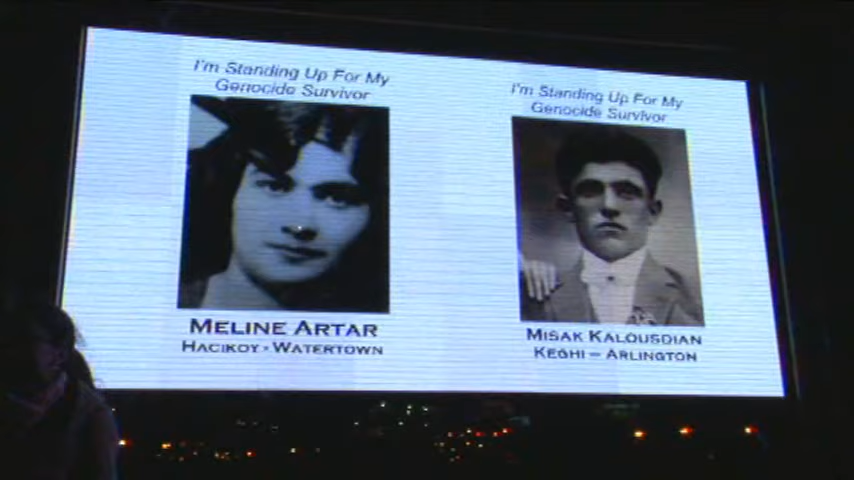 I'm Standing Up For My
Genocide Survivor
MELINE ARTAR
HACIKOY - WATERTOWN
I'm Standing Up For My
Genocide Survivor
MISAK KALOUSDIAN
KEGHI – ARLINGTON